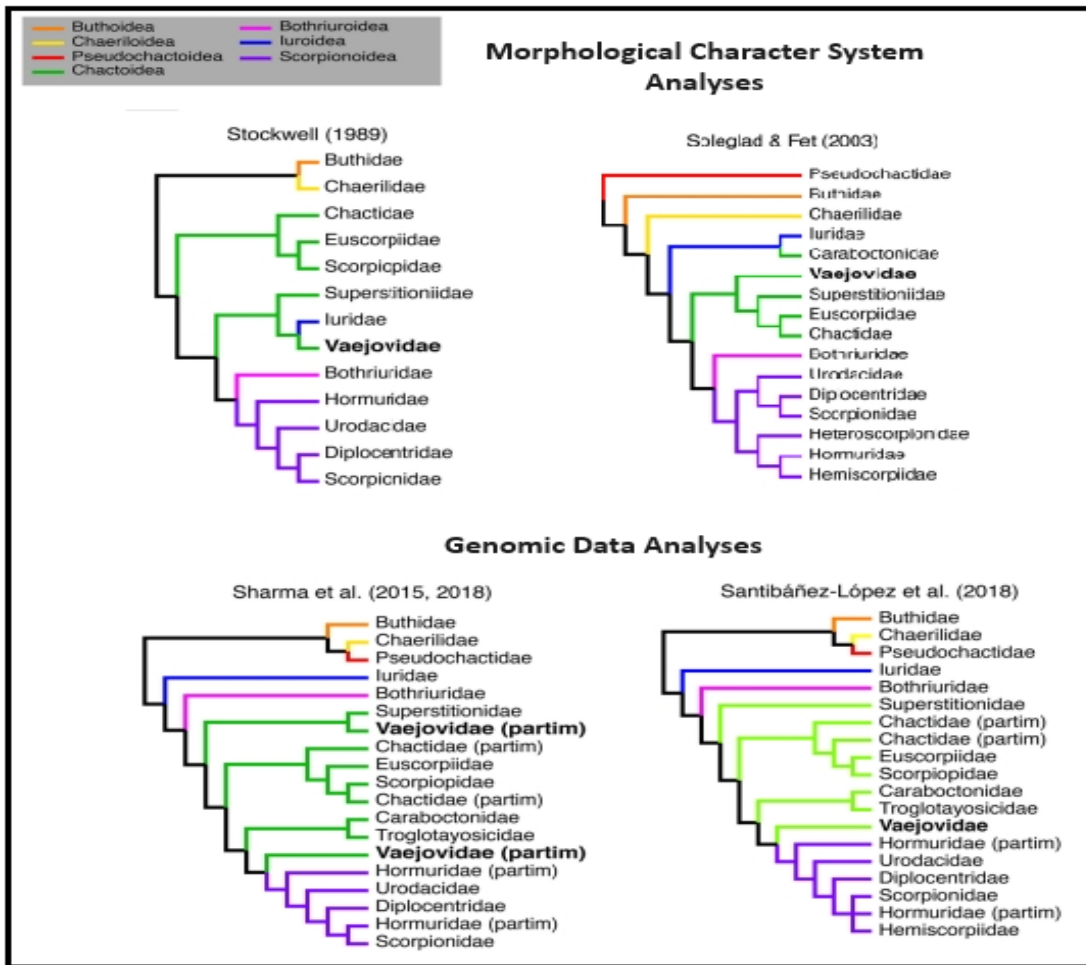 Buthoidea
Chaeriloidea
Pseudochactoidea
Chactoidea
Bothriuroidea
Iuroidea
Scorpionoidea
Morphological Character System
Analyses
Stockwell (1989)
Buthidae
Chaerilidae
Chactidae
Euscorpiidae
Scorpicpidae
Superstitioniidae
Iuridae
Vaejovidae
Bothriuridae
Hormuridae
Urodacidae
Diplocentridae
Scorpicnidae
Soleglad & Fet (2003)
Pseudochactidae
Buthidae
Chaerilidae
Iuridae
Caraboctonidae
Vaejovidae
Superstitioniidae
Euscorpiidae
Chactidae
Bothriuridae
Urodacidae
Diplocentridae
Scorpionidae
Heteroscorpionidae
Hormuridae
Hemiscorpiidae
Genomic Data Analyses
Sharma et al. (2015, 2018)
Buthidae
Chaerilidae
Pseudochactidae
Iuridae
Bothriuridae
Superstitionidae
Vaejovidae (partim)
Chactidae (partim)
Euscorpiidae
Scorpiopidae
Chactidae (partim)
Caraboctonidae
Troglotayosicidae
Vaejovidae (partim)
Hormuridae (partim)
Urodacidae
Diplocentridae
Hormuridae (partim)
Scorpionidae
Santibáñez-López et al. (2018)
Buthidae
Chaerilidae
Pseudochactidae
Iuridae
Bothriuridae
Superstitionidae
Chactidae (partim)
Chactidae (partim)
Euscorpiidae
Scorpiopidae
Caraboctonidae
Troglotayosicidae
Vaejovidae
Hormuridae (partim)
Urodacidae
Diplocentridae
Scorpionidae
Hormuridae (partim)
Hemiscorpiidae